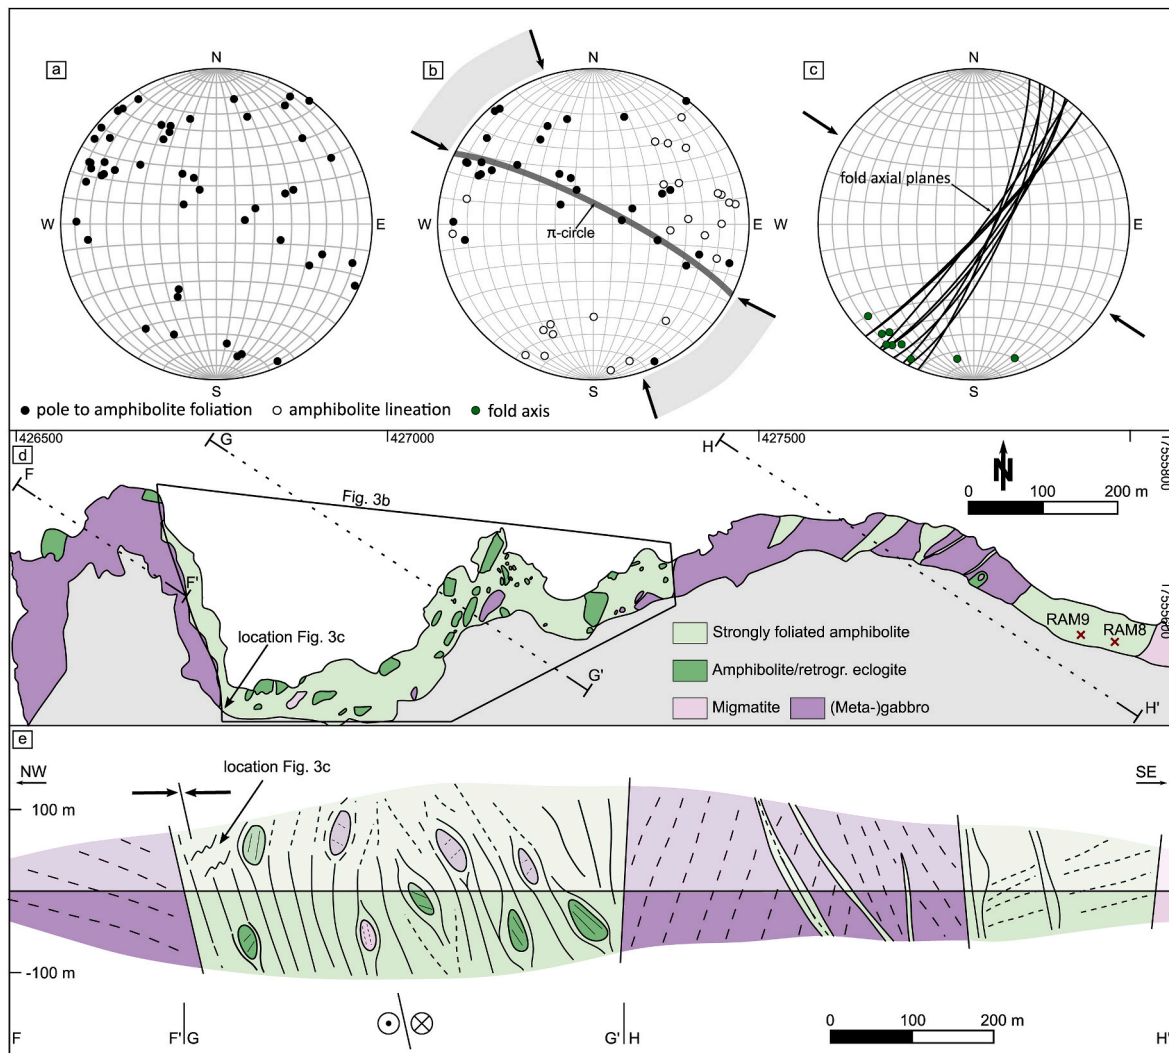 a
N
W
E
S
b
N
W
E
S
π-circle
c
N
W
E
S
fold axial planes
pole to amphibolite foliation
amphibolite lineation
fold axis
d
426500
427000
427500
F
G
H
N
0 100 200 m
17555800
Fig. 3b
F'
location Fig. 3c
G'
RAM9
RAM8
H'
Strongly foliated amphibolite
Amphibolite/retrogr. eclogite
Migmatite
(Meta-)gabbro
e
NW
SE
location Fig. 3c
100 m
-100 m
F
F' G
G' H
H'
0 100 200 m